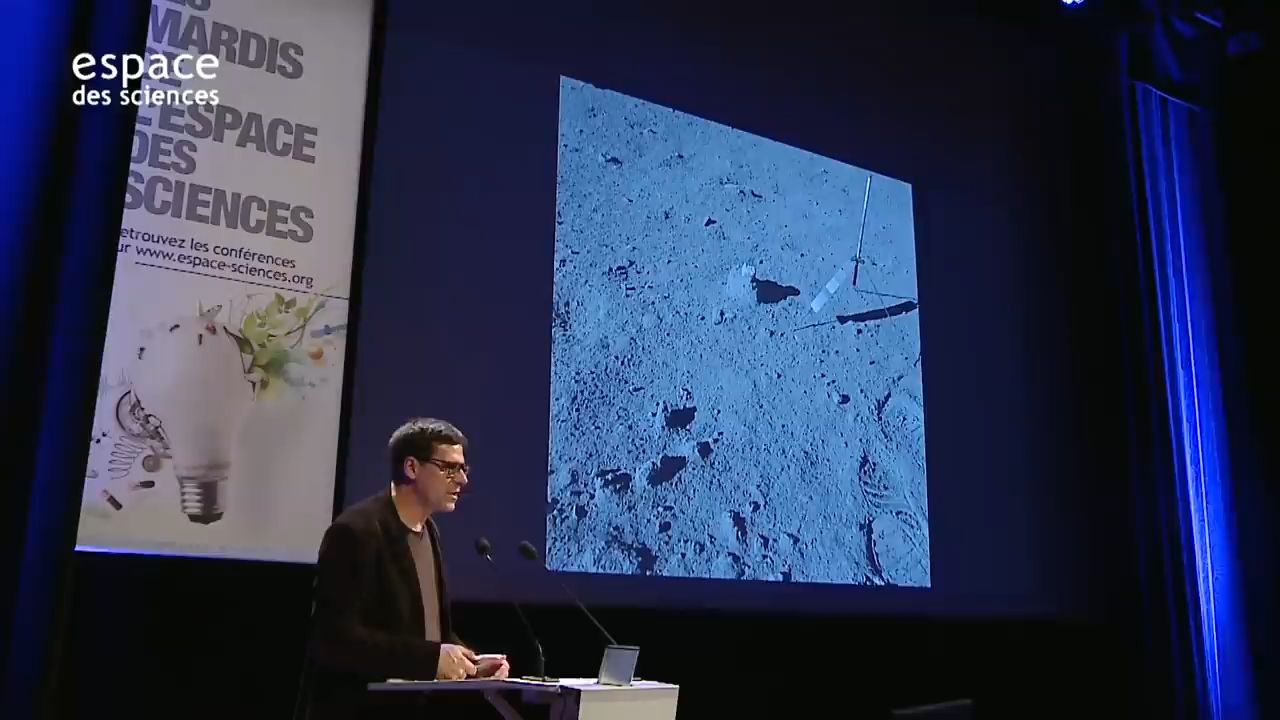 MARDIS
espace
des sciences
L'ESPACE
DES
SCIENCES
etrouvez les conférences
ur www.espace-sciences.org